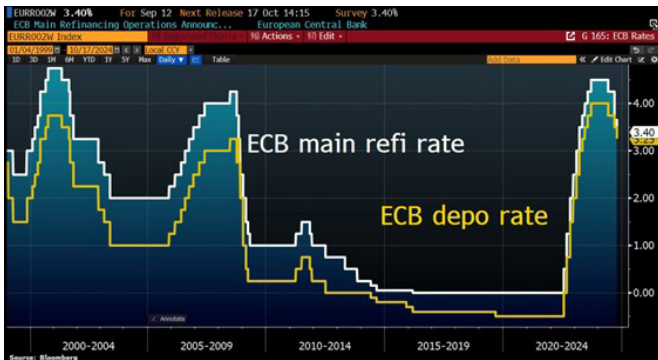 EURR002W 3.40% For Sep 12 Next Release 17 Oct 14:15 Survey 3.40%
ECB Main Refinancing Operations Announc... European Central Bank
EURR002W Index Suggested Charts 96) Actions 97) Edit G 165: ECB Rates
01/04/1999 10/17/2024 Local CCY
1D 3D 1M 6M YTD 1Y 5Y Max Daily Table Add Data Edit Chart
4.00
ECB main refi rate
3.40
3.25
3.00
ECB depo rate
2.00
1.00
0.00
Annotate
2000-2004 2005-2009 2010-2014 2015-2019 2020-2024
Source: Bloomberg